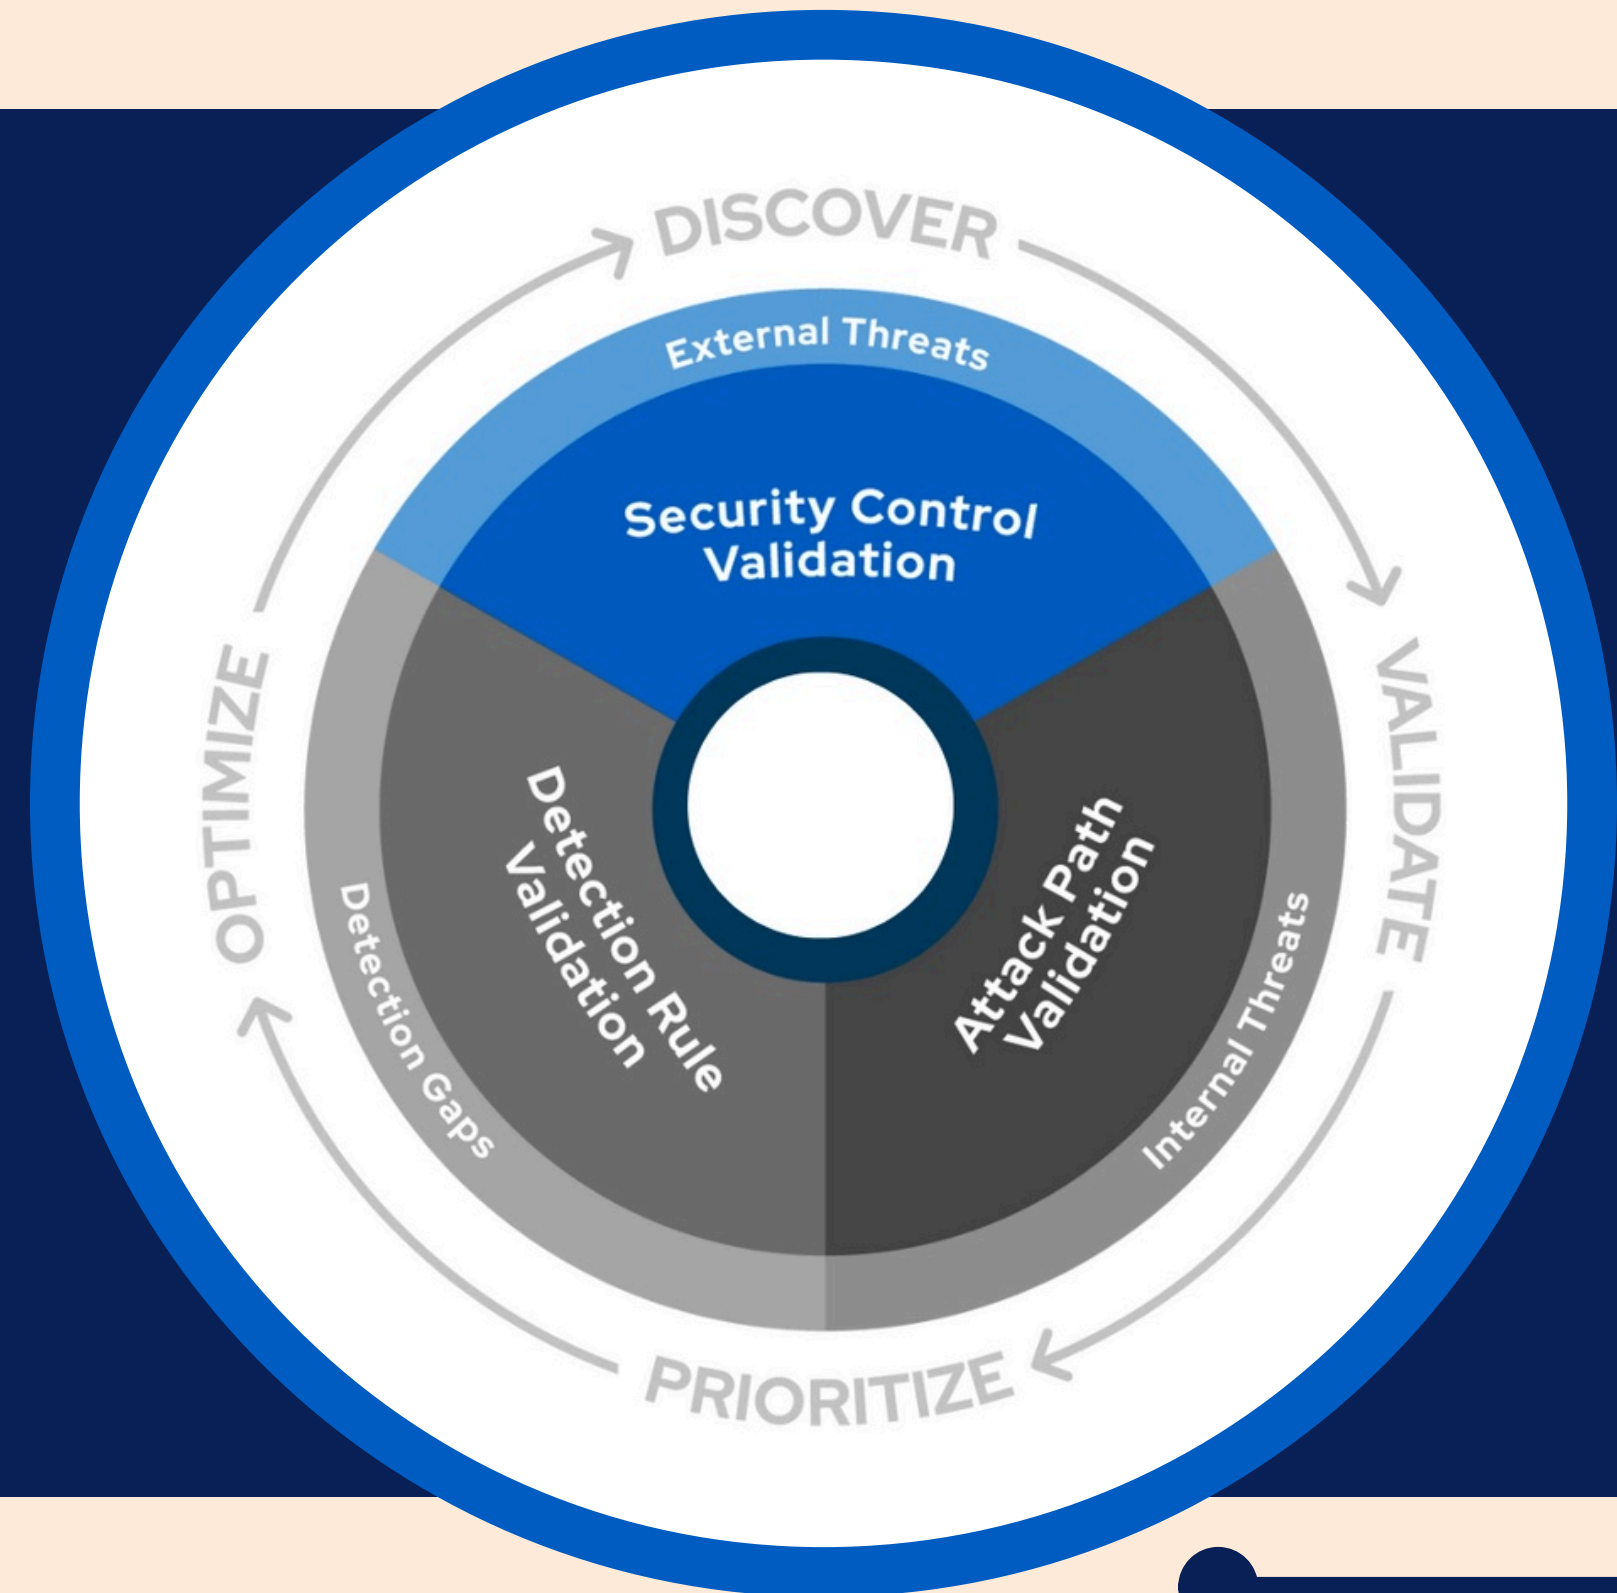 DISCOVER
External Threats
Security Control
Validation
VALIDATE
OPTIMIZE
Detection Rule
Validation
Attack Path
Validation
Detection Gaps
Internal Threats
PRIORITIZE